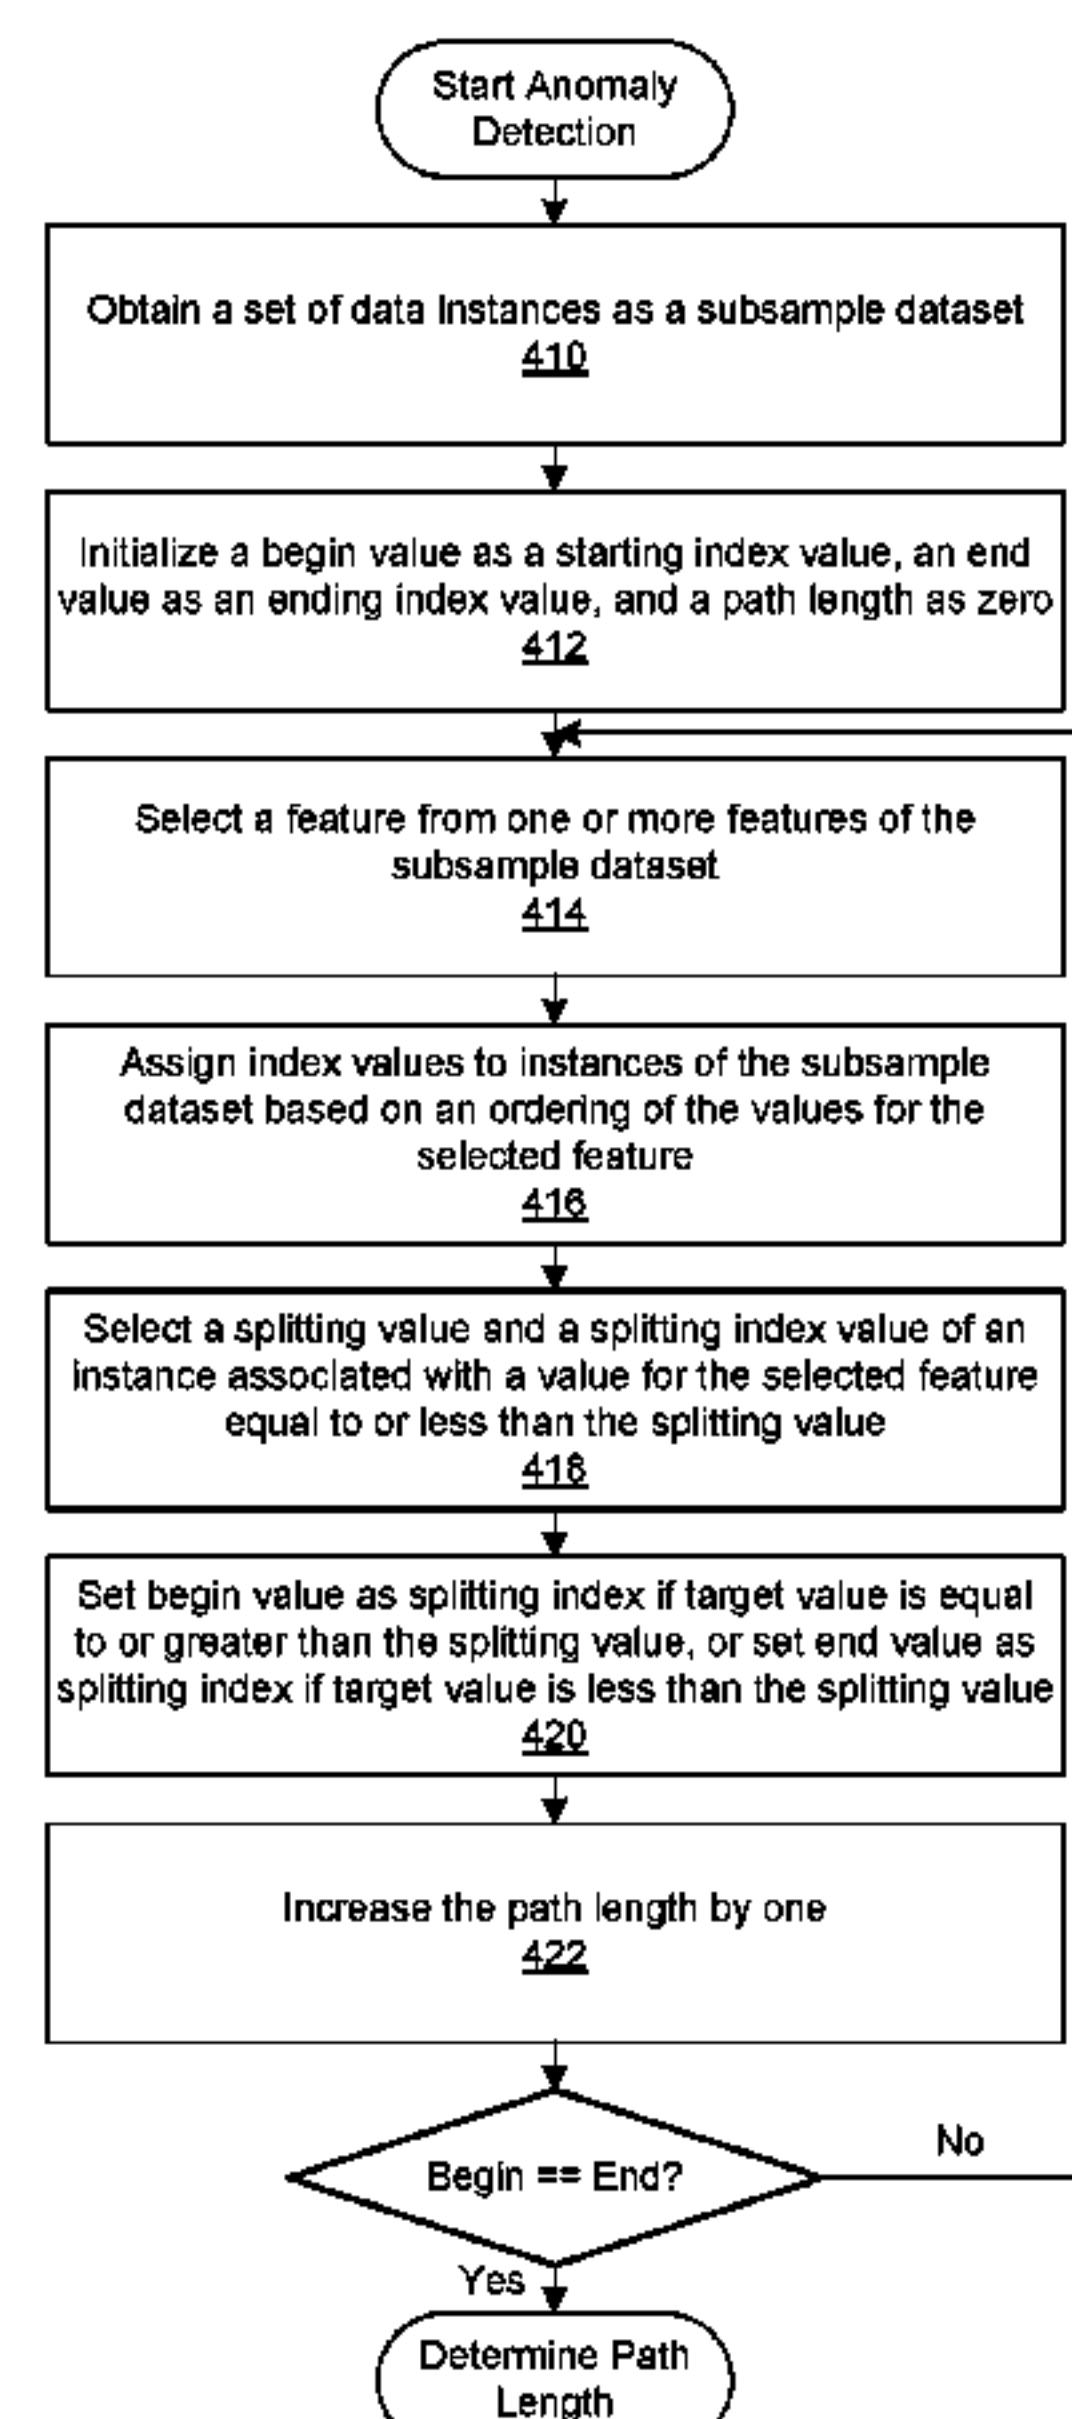 Start Anomaly
Detection
Obtain a set of data instances as a subsample dataset
410
Initialize a begin value as a starting index value, an end
value as an ending index value, and a path length as zero
412
Select a feature from one or more features of the
subsample dataset
414
Assign index values to instances of the subsample
dataset based on an ordering of the values for the
selected feature
416
Select a splitting value and a splitting index value of an
instance associated with a value for the selected feature
equal to or less than the splitting value
418
Set begin value as splitting index if target value is equal
to or greater than the splitting value, or set end value as
splitting index if target value is less than the splitting value
420
Increase the path length by one
422
No
Begin == End?
Yes
Determine Path
Length